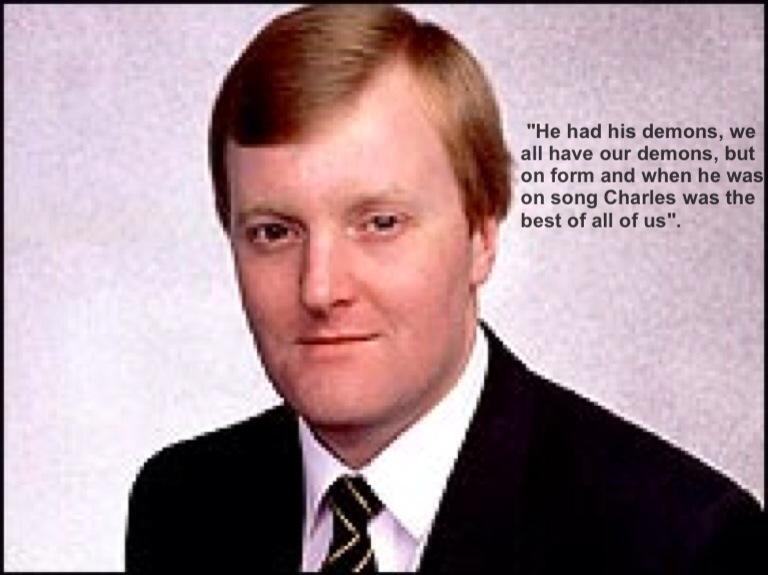 "He had his demons, we
all have our demons, but
on form and when he was
on song Charles was the
best of all of us".